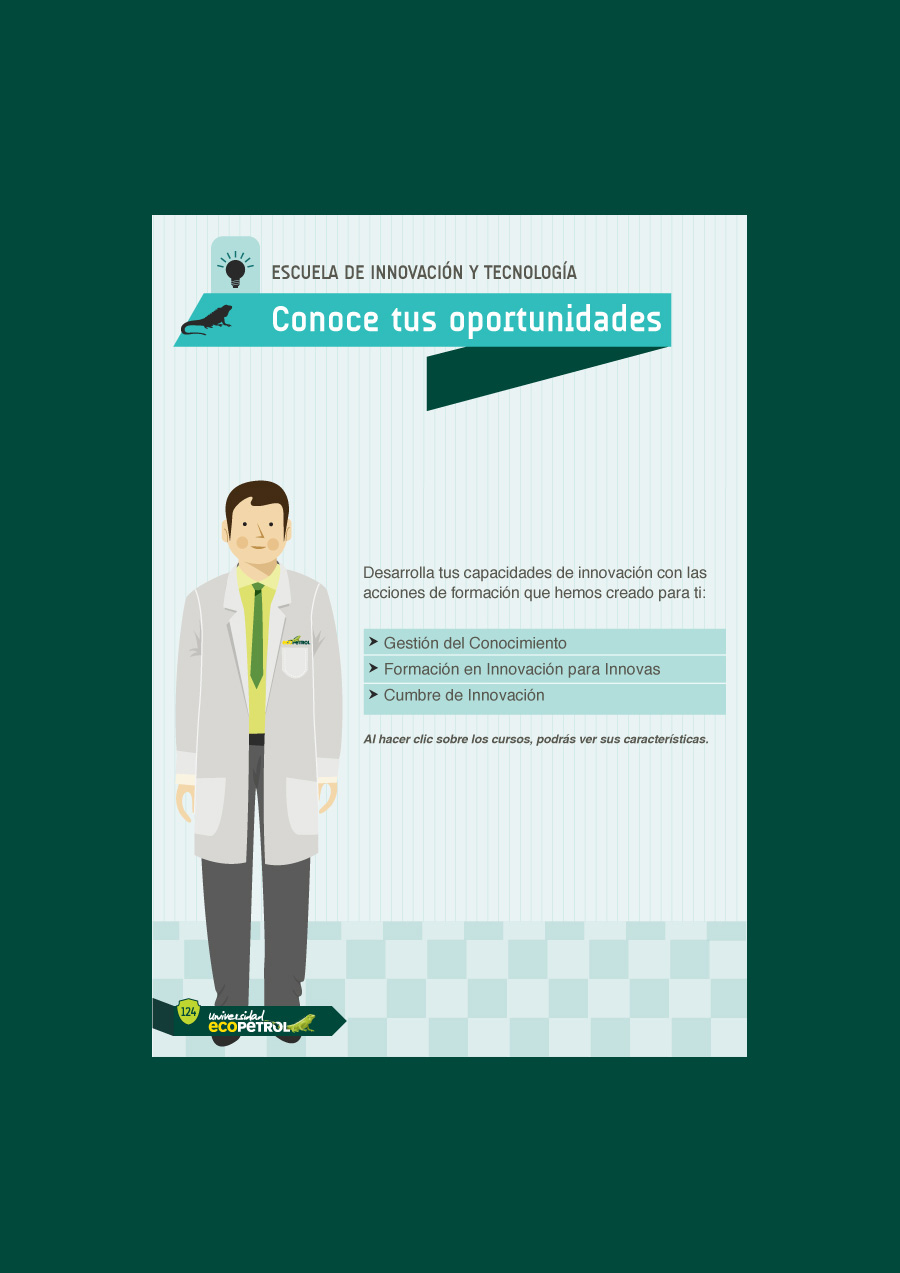 ESCUELA DE INNOVACIÓN Y TECNOLOGÍA
Conoce tus oportunidades
Desarrolla tus capacidades de innovación con las
acciones de formación que hemos creado para ti:
Gestión del Conocimiento
Formación en Innovación para Innovas
Cumbre de Innovación
Al hacer clic sobre los cursos, podrás ver sus características.
ECOPETROL
124
universidad
ECOPETROL